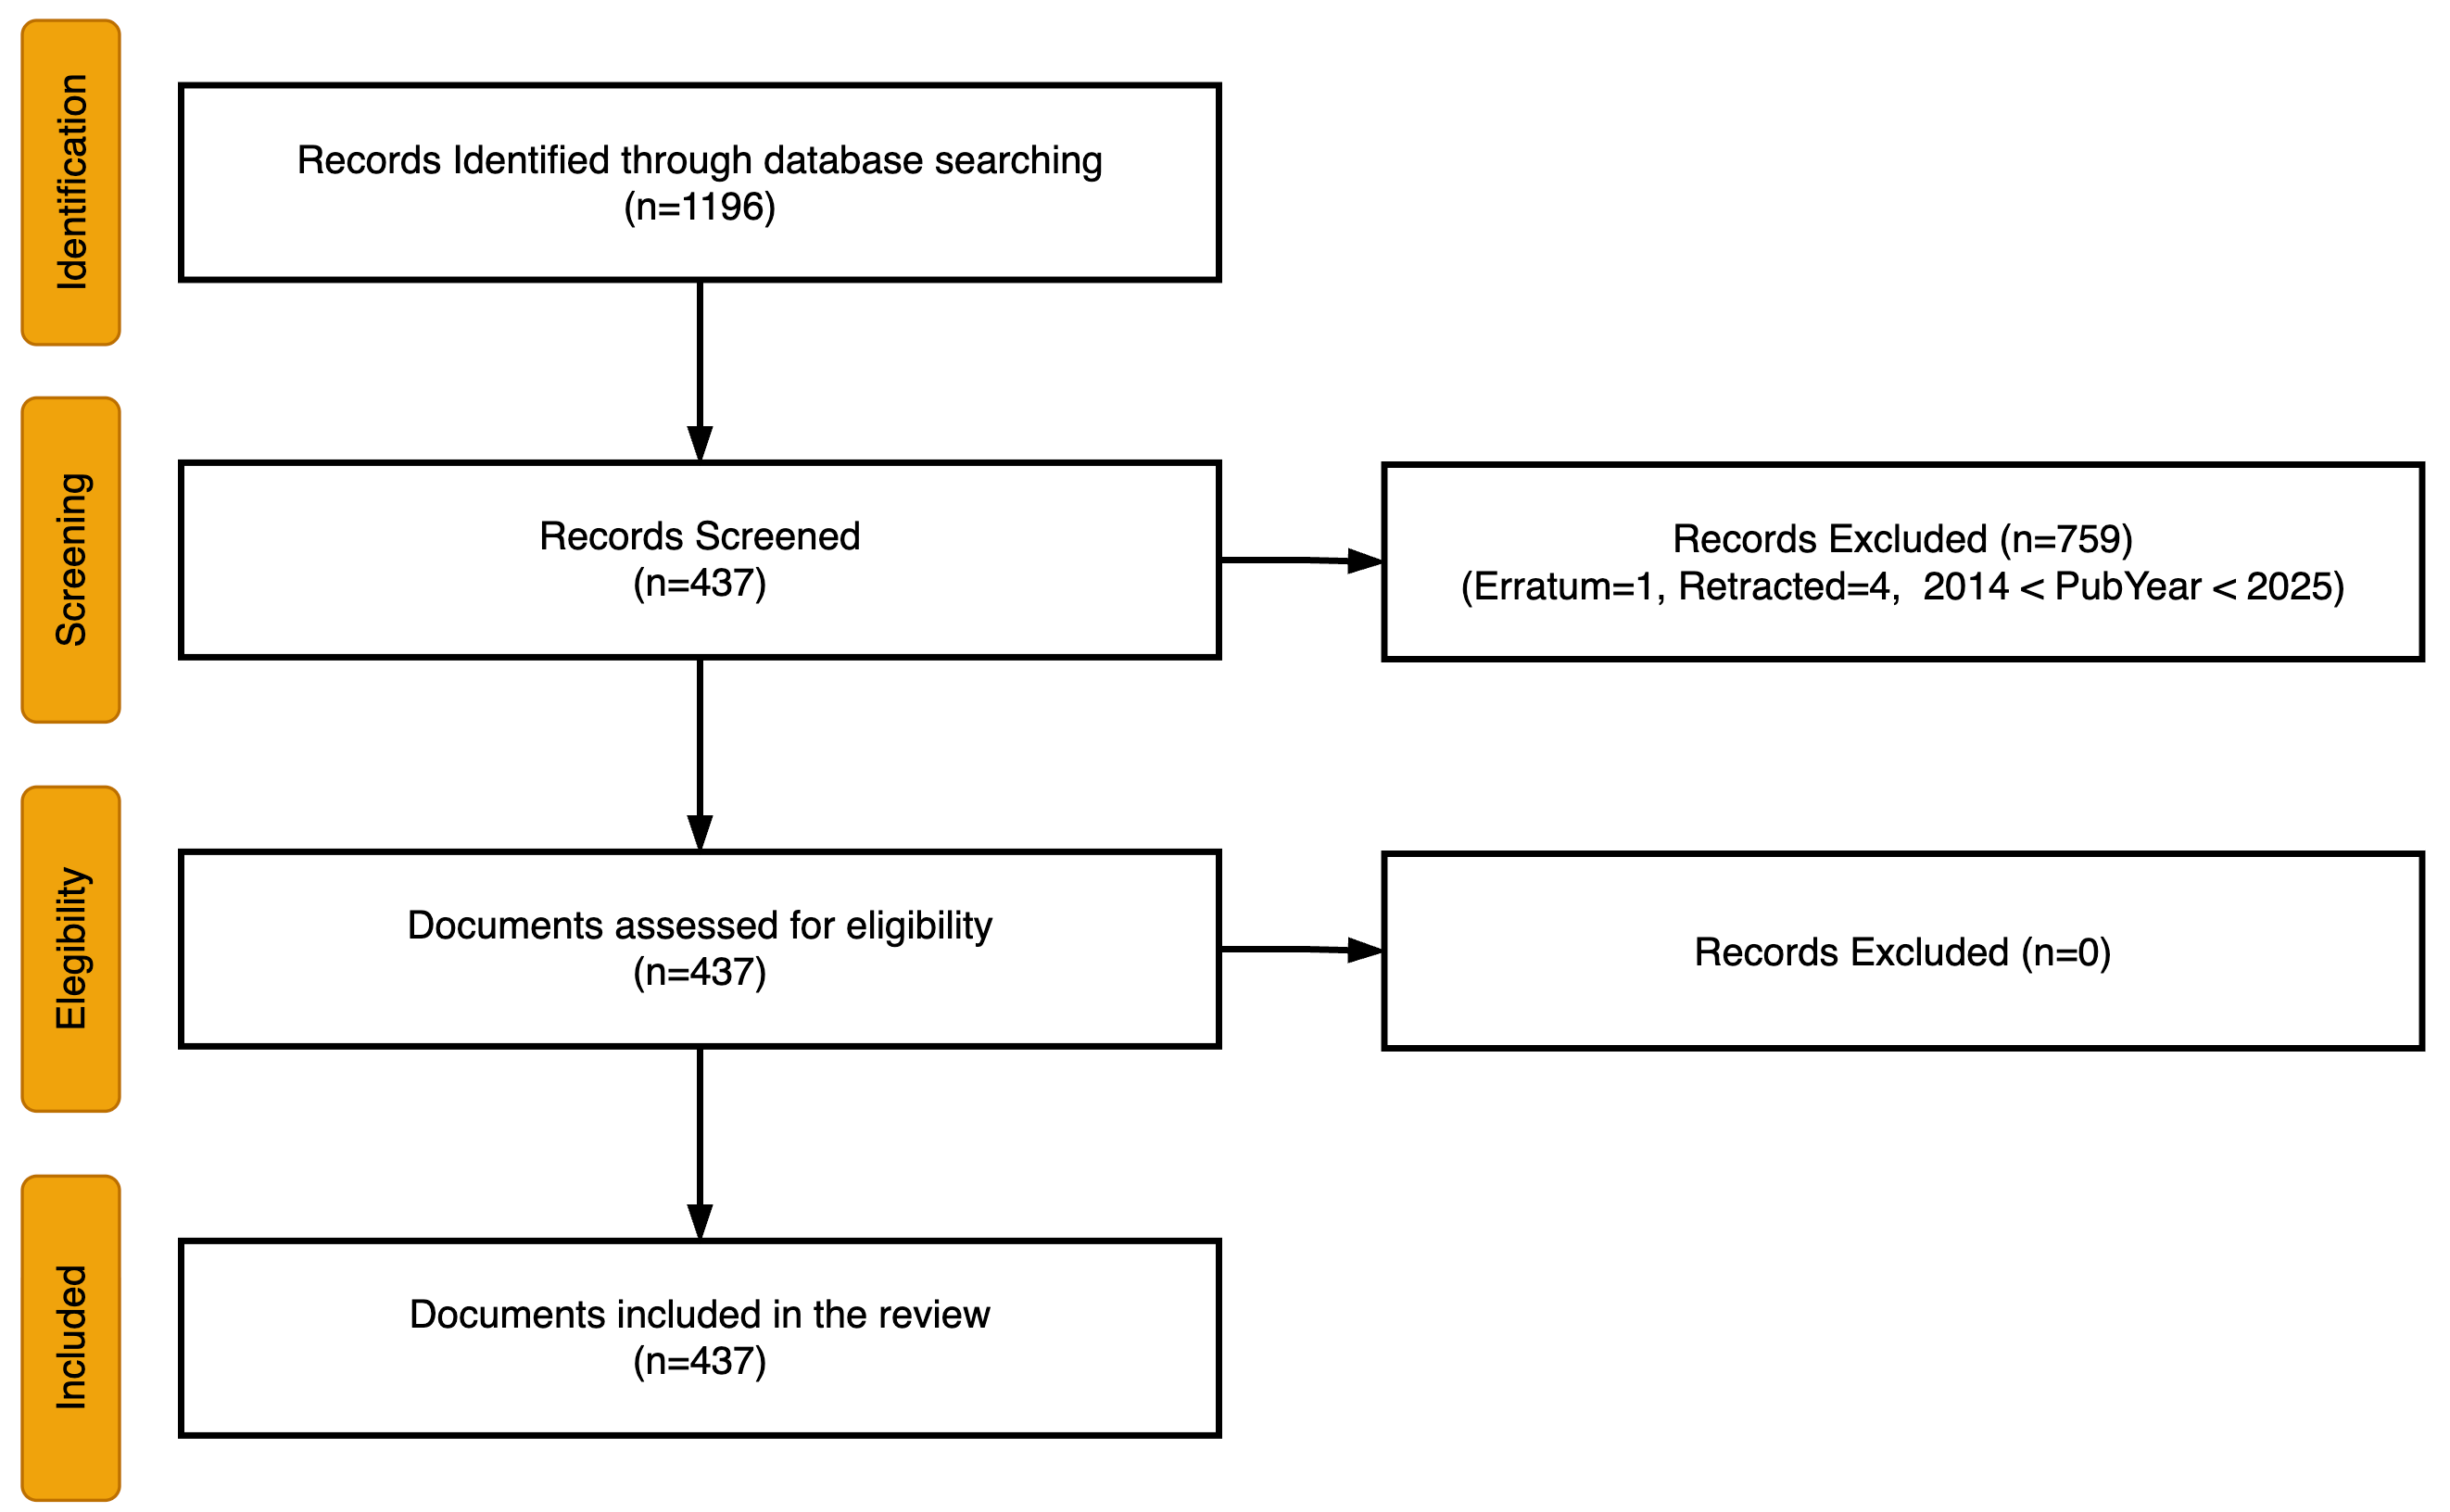 Identification
Records Identified through database searching
(n=1196)
Screening
Records Screened
(n=437)
Records Excluded (n=759)
(Erratum=1, Retracted=4, 2014 < PubYear < 2025)
Elegibility
Documents assessed for eligibility
(n=437)
Records Excluded (n=0)
Included
Documents included in the review
(n=437)